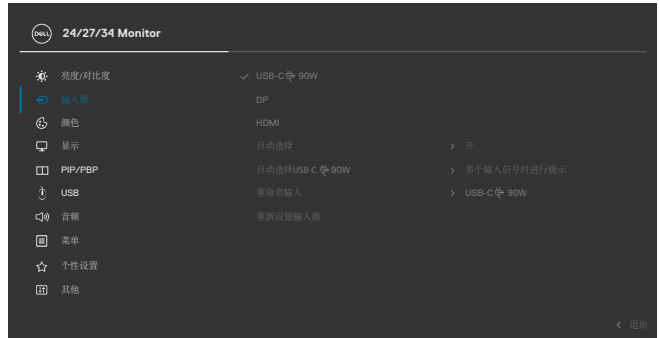 DELL 24/27/34 Monitor
亮度/对比度 USB-C 90W
输入源 DP
颜色 HDMI
显示 自动选择 开
PIP/PBP 自动选择USB-C 90W 多个输入信号时进行提示
USB 重命名输入 USB-C 90W
音频 重新设置输入源
菜单
个性设置
其他
退出